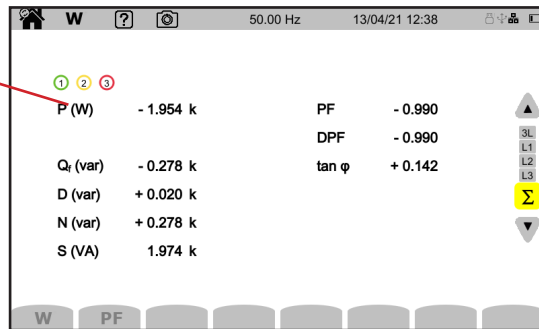 W ? 50.00 Hz 13/04/21 12:38
1 2 3
P (W) - 1.954 k PF - 0.990
DPF - 0.990
Qf (var) - 0.278 k tan φ + 0.142
D (var) + 0.020 k
N (var) + 0.278 k
S (VA) 1.974 k
3L
L1
L2
L3
Σ
W PF